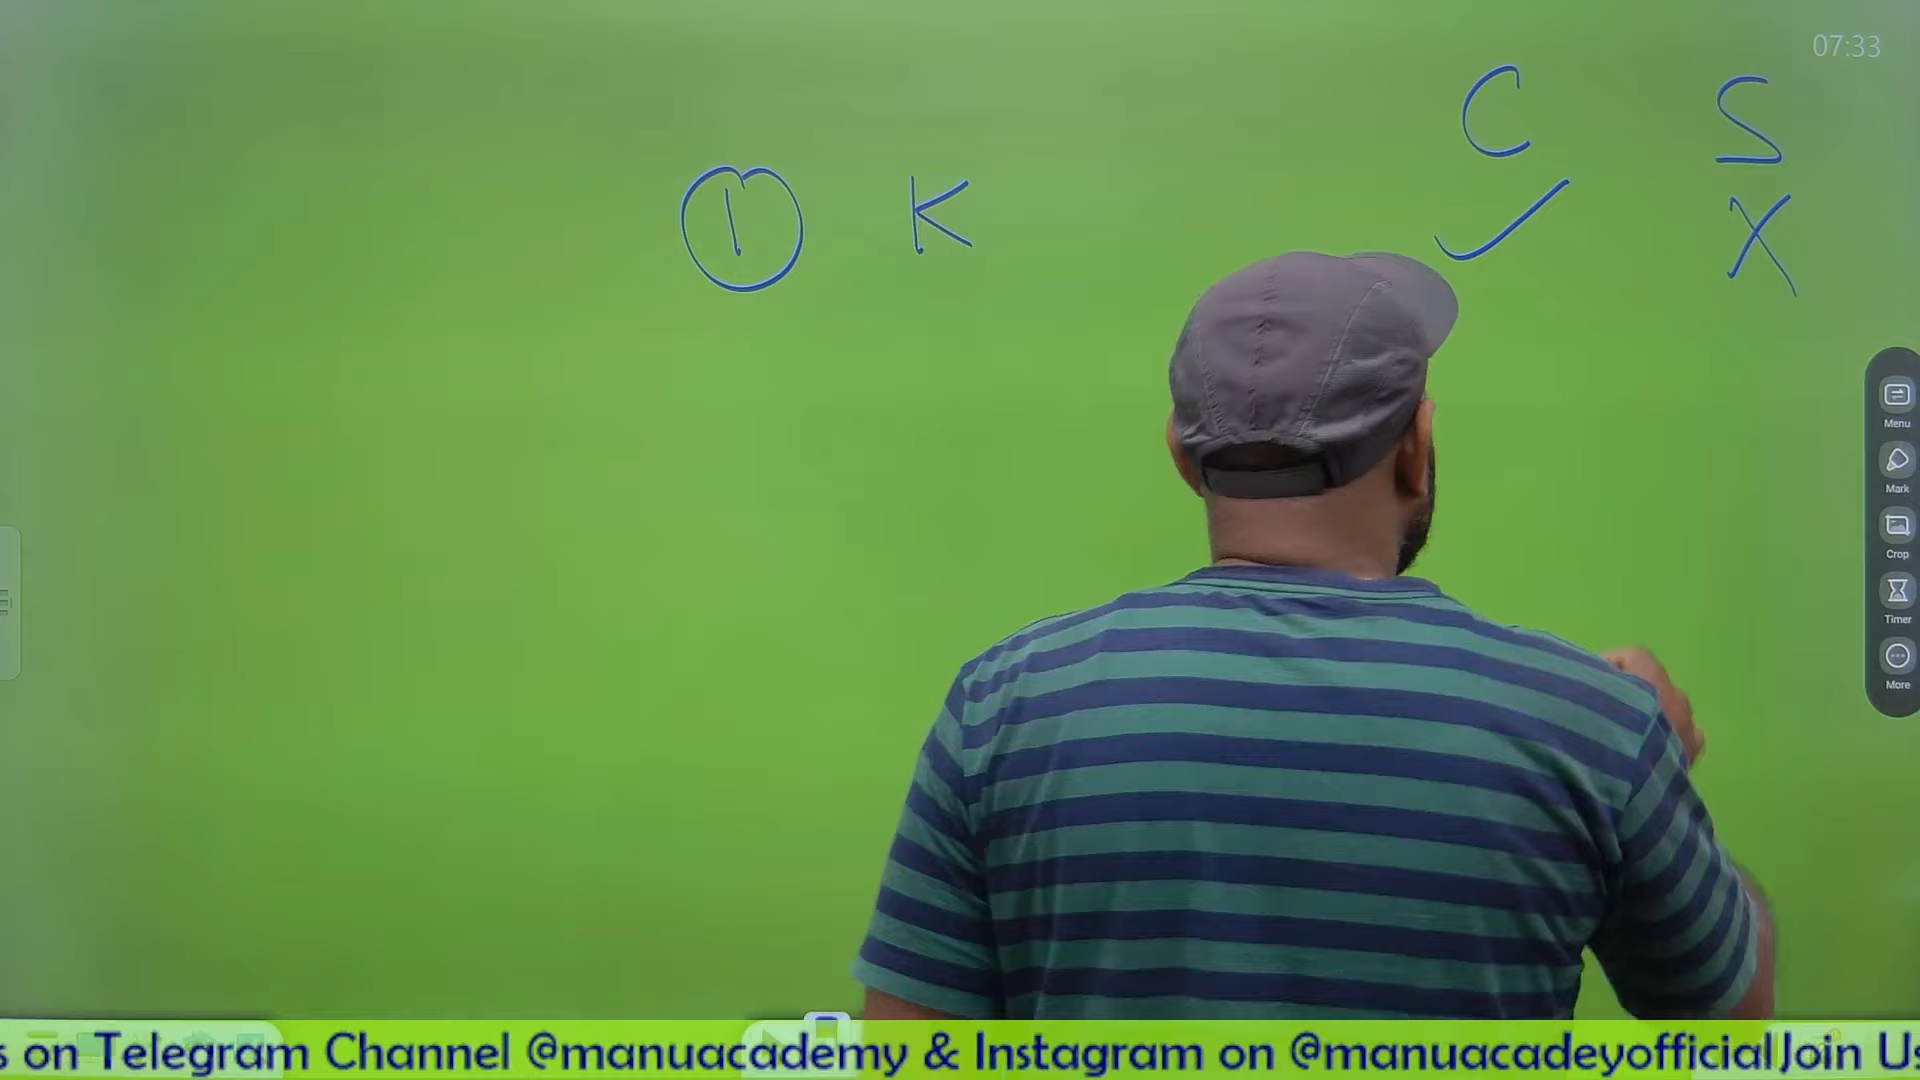 07:33
C S
1 K ✓ X
Menu
Mark
Crop
Timer
More
s on Telegram Channel @manuacademy & Instagram on @manuacadeyofficial Join Us